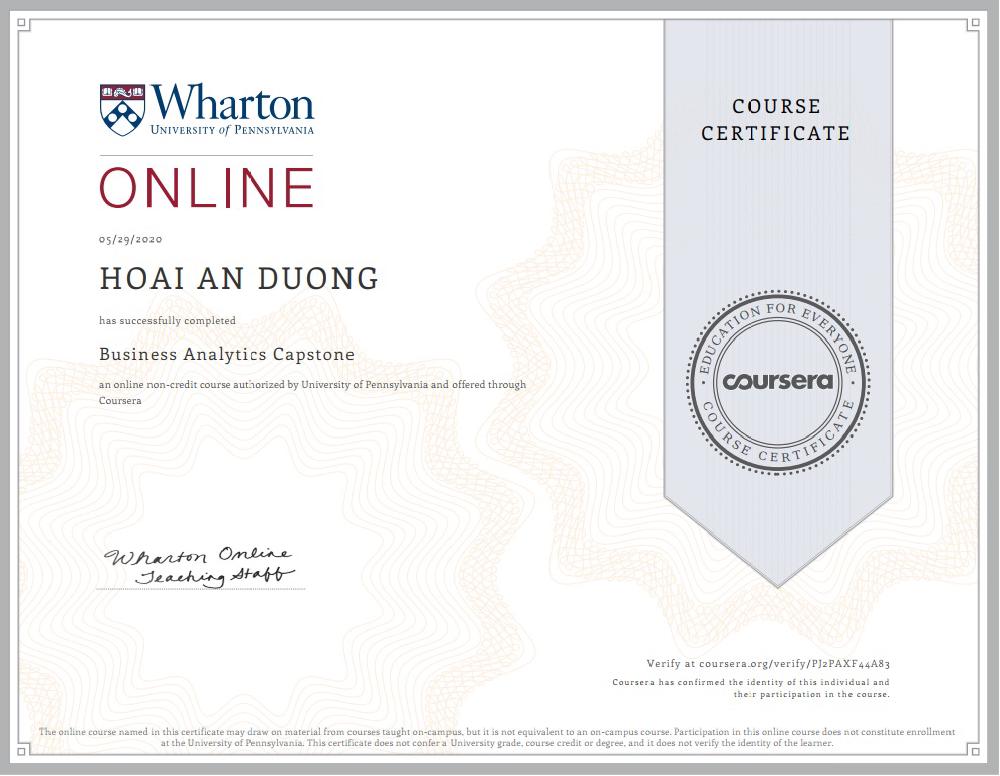 Wharton
UNIVERSITY of PENNSYLVANIA
ONLINE
05/29/2020
HOAI AN DUONG
has successfully completed
Business Analytics Capstone
an online non-credit course authorized by University of Pennsylvania and offered through
Coursera
Wharton Online
Teaching Staff
COURSE
CERTIFICATE
EDUCATION FOR EVERYONE
coursera
COURSE CERTIFICATE
Verify at coursera.org/verify/PJ2PAXF44A83
Coursera has confirmed the identity of this individual and
their participation in the course.
The online course named in this certificate may draw on material from courses taught on-campus, but it is not equivalent to an on-campus course. Participation in this online course does not constitute enrollment
at the University of Pennsylvania. This certificate does not confer a University grade, course credit or degree, and it does not verify the identity of the learner.